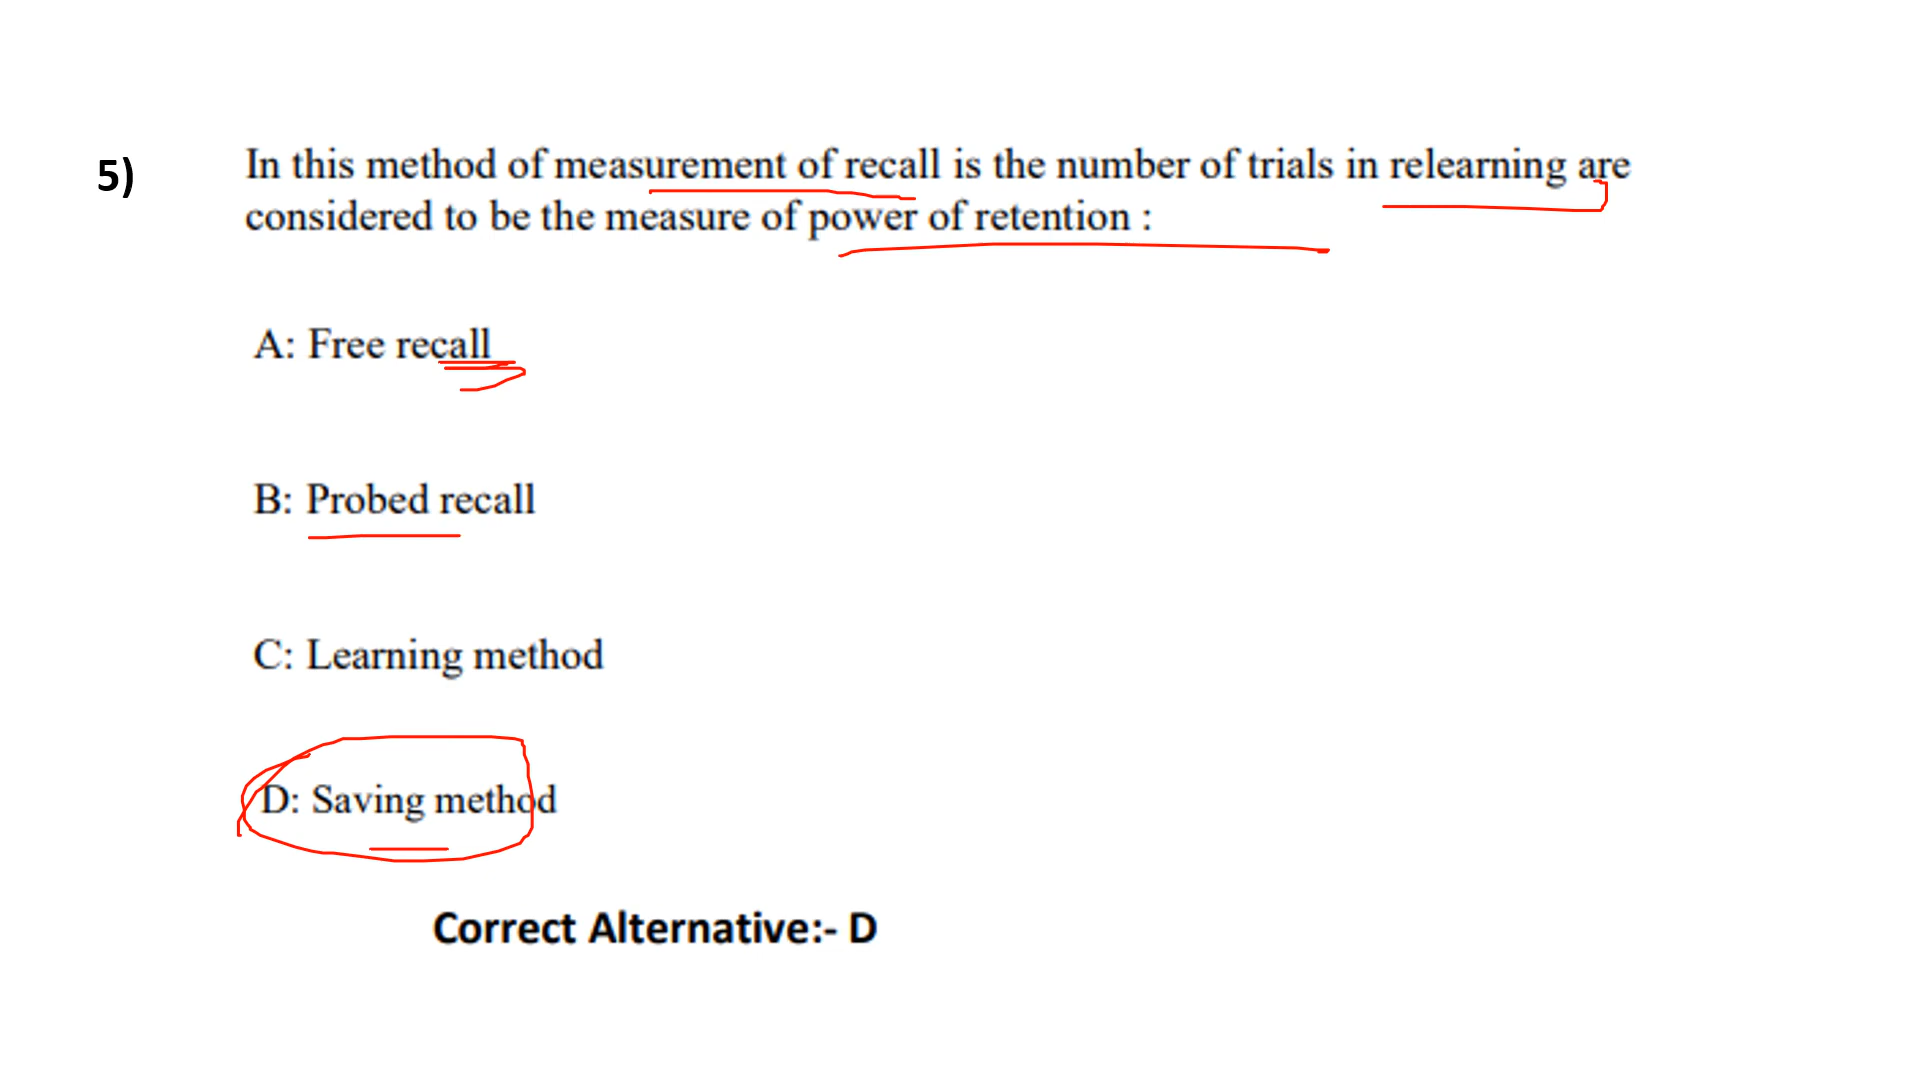 5) In this method of measurement of recall is the number of trials in relearning are
considered to be the measure of power of retention :
A: Free recall
B: Probed recall
C: Learning method
D: Saving method
Correct Alternative:- D